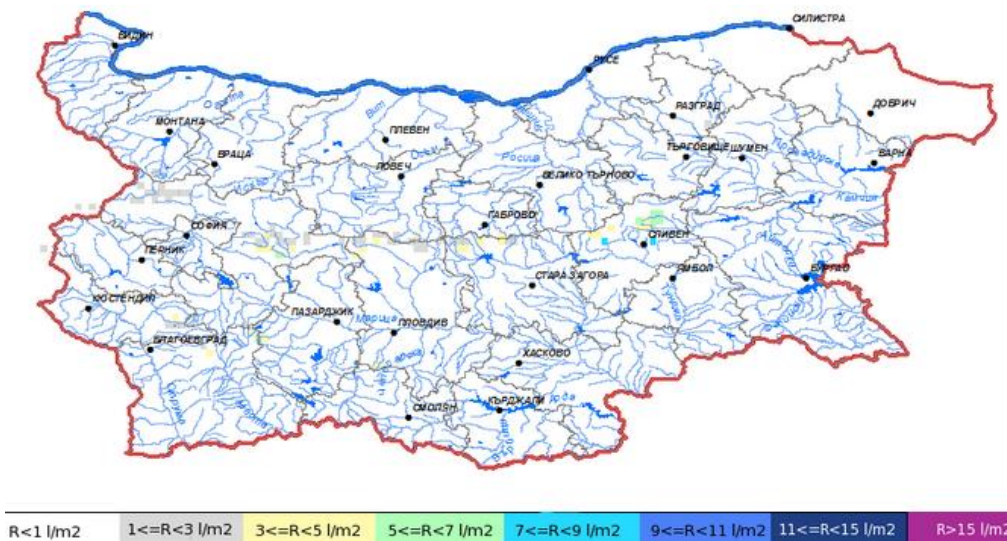 СИЛИСТРА
ВИДИН
РУСЕ
ДОБРИЧ
РАЗГРАД
МОНТАНА
Вит
ПЛЕВЕН
ТЪРГОВИЩЕ
ШУМЕН
ВАРНА
ВРАЦА
ЛОВЕЧ
Росица
ВЕЛИКО ТЪРНОВО
ГАБРОВО
СОФИЯ
СЛИВЕН
ПЕРНИК
СТАРА ЗАГОРА
ЯМБОЛ
БУРГАС
КЮСТЕНДИЛ
ПАЗАРДЖИК
Марица
ПЛОВДИВ
БЛАГОЕВГРАД
ХАСКОВО
СМОЛЯН
КЪРДЖАЛИ
R<1 l/m2 1<=R<3 l/m2 3<=R<5 l/m2 5<=R<7 l/m2 7<=R<9 l/m2 9<=R<11 l/m2 11<=R<15 l/m2 R>15 l/m2